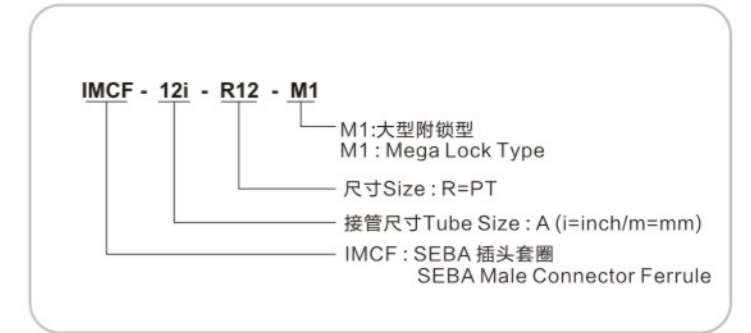 IMCF - 12i - R12 - M1
M1:大型附锁型
M1 : Mega Lock Type
尺寸Size : R=PT
接管尺寸Tube Size : A (i=inch/m=mm)
IMCF : SEBA 插头套圈
SEBA Male Connector Ferrule